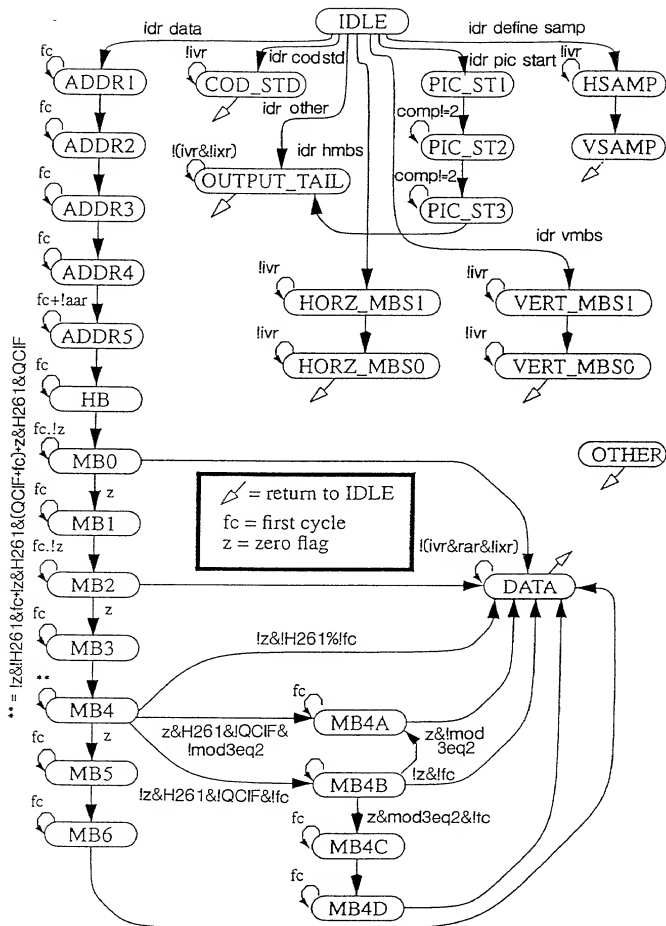 IDLE
idr data
idr codstd
idr other
idr hmbs
idr pic start
idr define samp
idr vmbs
fc
ADDR1
!ivr
COD_STD
PIC_ST1
!ivr
HSAMP
fc
ADDR2
comp!=2
PIC_ST2
VSAMP
!(ivr&!ixr)
OUTPUT_TAIL
fc
ADDR3
comp!=2
PIC_ST3
fc
ADDR4
!ivr
HORZ_MBS1
!ivr
VERT_MBS1
fc+!aar
ADDR5
!ivr
HORZ_MBS0
!ivr
VERT_MBS0
fc
HB
fc.!z
MB0
OTHER
z
= return to IDLE
fc = first cycle
z = zero flag
fc
MB1
fc.!z
MB2
!(ivr&rar&!ixr)
DATA
z
fc
MB3
!z&!H261%!fc
**
MB4
z
z&H261&!QCIF&
!mod3eq2
fc
MB4A
z&!mod
3eq2
fc
MB5
!z&H261&!QCIF&!fc
MB4B
!z&!fc
z&mod3eq2&!fc
fc
MB6
fc
MB4C
fc
MB4D
** = !z&!H261&fc+!z&H261&(QCIF+fc)+z&H261&QCIF